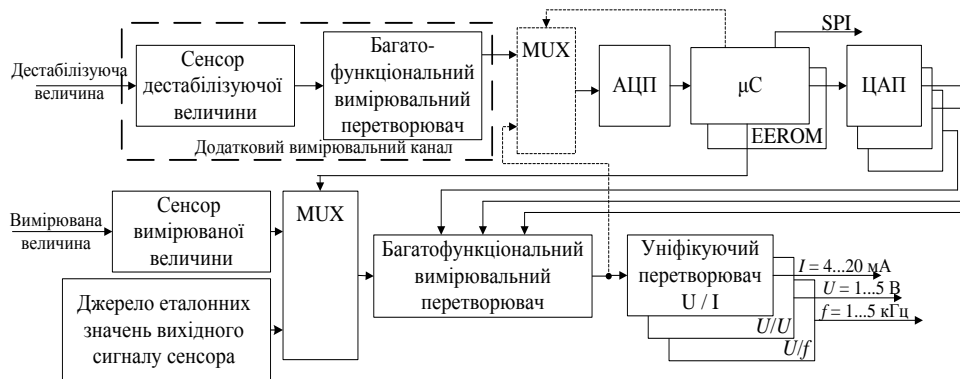 Дестабілізуюча
величина
Сенсор
дестабілізуючої
величини
Багато-
функціональний
вимірювальний
перетворювач
Додатковий вимірювальний канал
MUX
АЦП
μC
EEROM
SPI
ЦАП
Вимірювана
величина
Сенсор
вимірюваної
величини
Джерело еталонних
значень вихідного
сигналу сенсора
MUX
Багатофункціональний
вимірювальний
перетворювач
Уніфікуючий
перетворювач
U / I
U/U
U/f
I = 4...20 мА
U = 1...5 В
f = 1...5 кГц